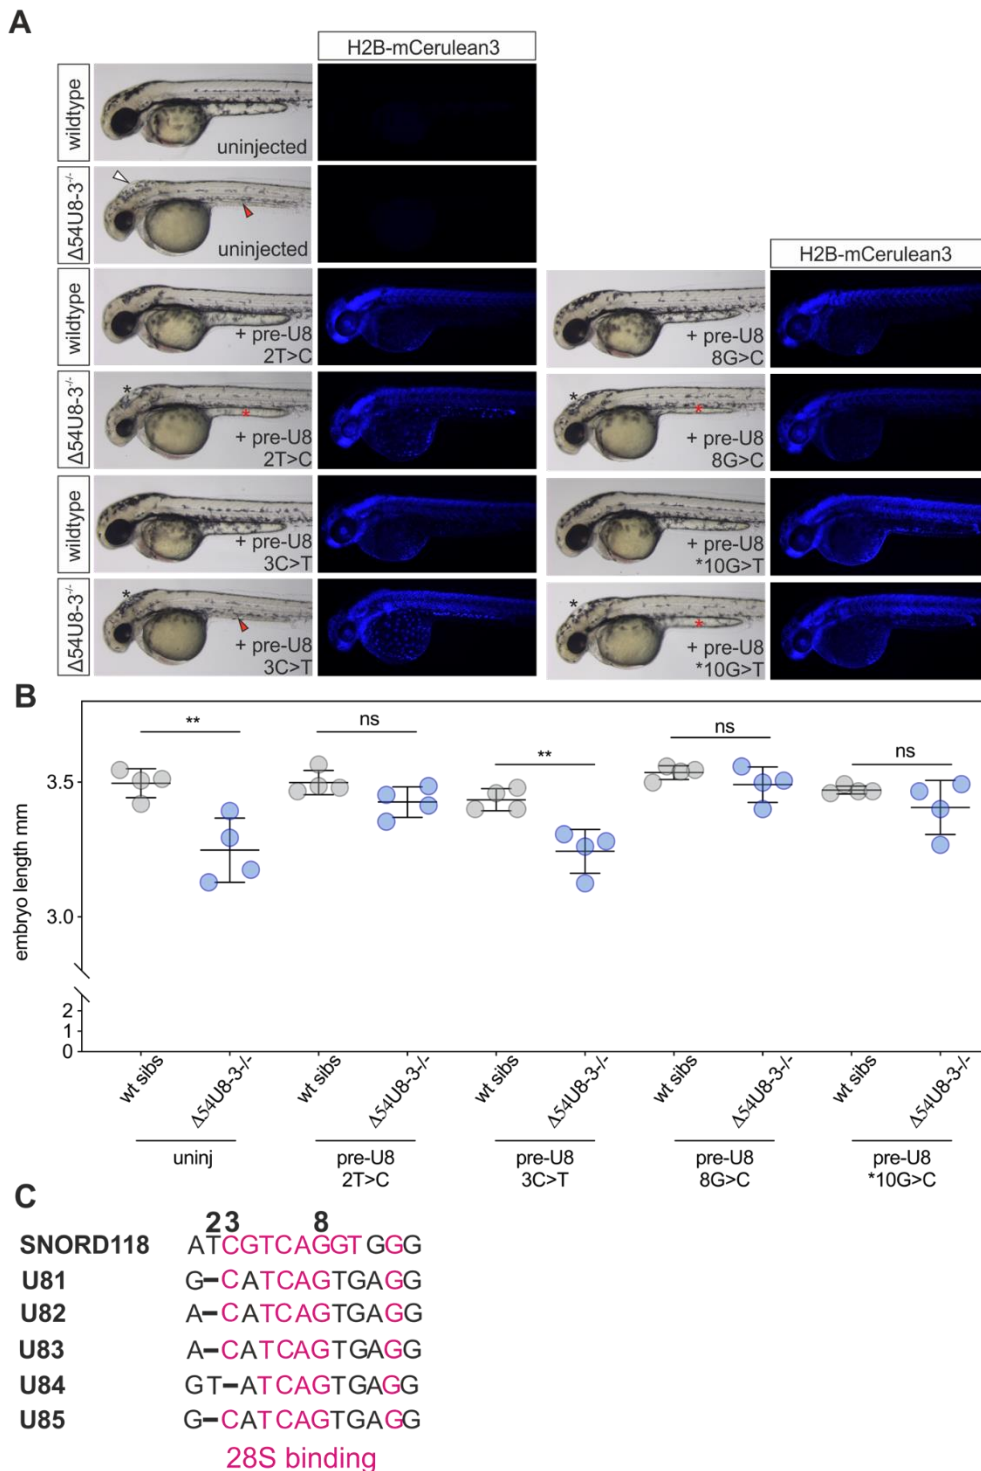 A
H2B-mCerulean3
wildtype
uninjected
Δ54U8-3-/-
uninjected
H2B-mCerulean3
wildtype
+ pre-U8
2T>C
+ pre-U8
8G>C
Δ54U8-3-/-
*
*
+ pre-U8
2T>C
*
*
+ pre-U8
8G>C
wildtype
+ pre-U8
3C>T
+ pre-U8
*10G>T
Δ54U8-3-/-
*
+ pre-U8
3C>T
*
*
+ pre-U8
*10G>T
B
** ns ** ns ns
embryo length mm
3.5
3.0
2
1
0
wt sibs Δ54U8-3-/- wt sibs Δ54U8-3-/- wt sibs Δ54U8-3-/- wt sibs Δ54U8-3-/- wt sibs Δ54U8-3-/-
uninj pre-U8 pre-U8 pre-U8 pre-U8
2T>C 3C>T 8G>C *10G>C
C
23 8
SNORD118 ATCGTCAGGTGGG
U81 G-CATCAGTGAGG
U82 A-CATCAGTGAGG
U83 A-CATCAGTGAGG
U84 GT-ATCAGTGAGG
U85 G-CATCAGTGAGG
28S binding